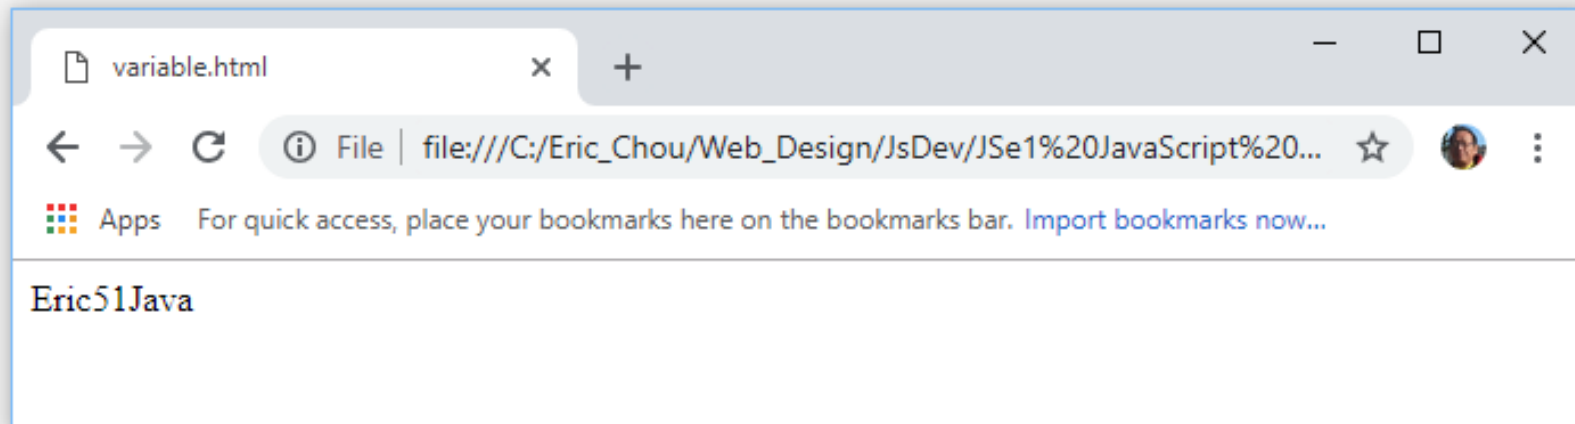 variable.html
File | file:///C:/Eric_Chou/Web_Design/JsDev/JSe1%20JavaScript%20...
Apps For quick access, place your bookmarks here on the bookmarks bar. Import bookmarks now...
Eric51Java